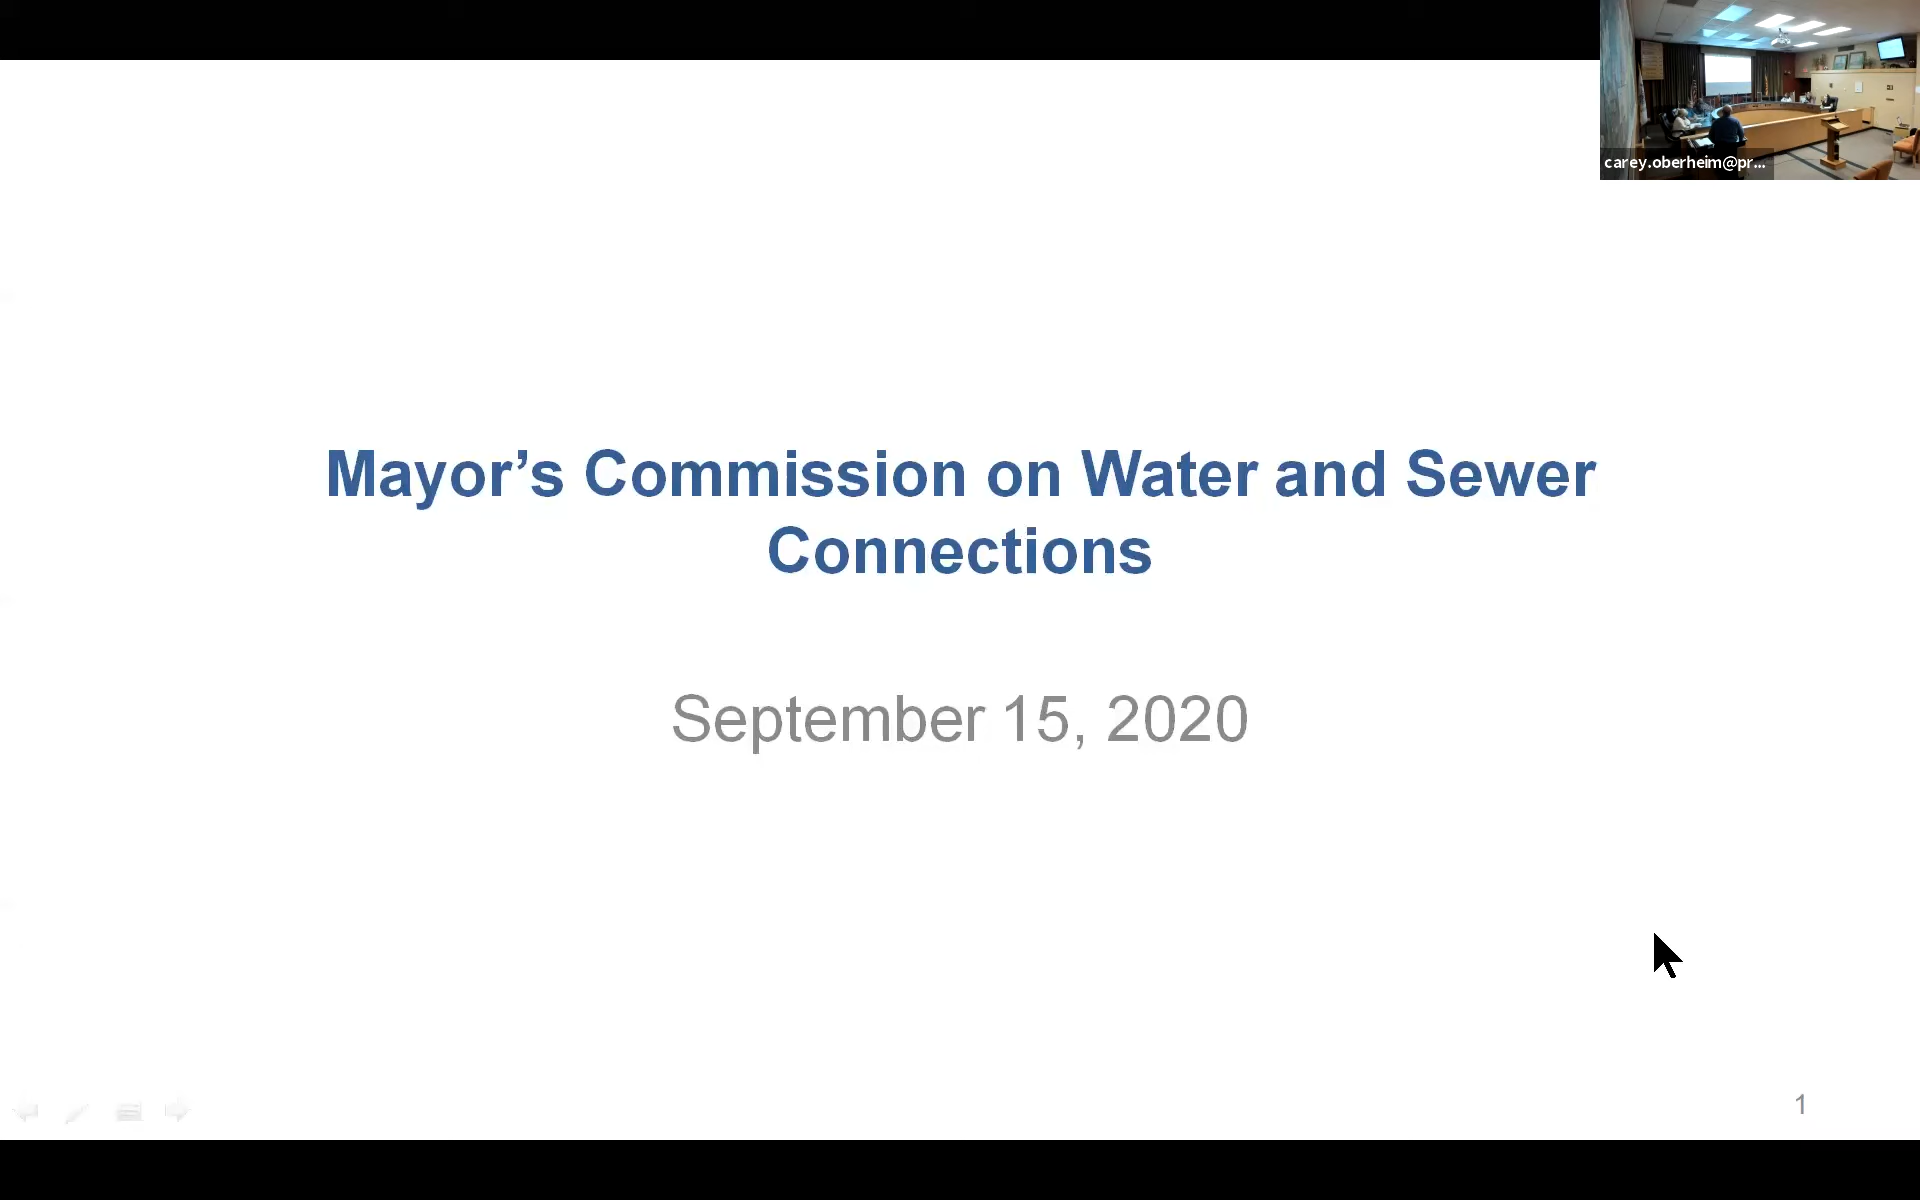 carey.oberheim@pr...
Mayor’s Commission on Water and Sewer
Connections
September 15, 2020
1